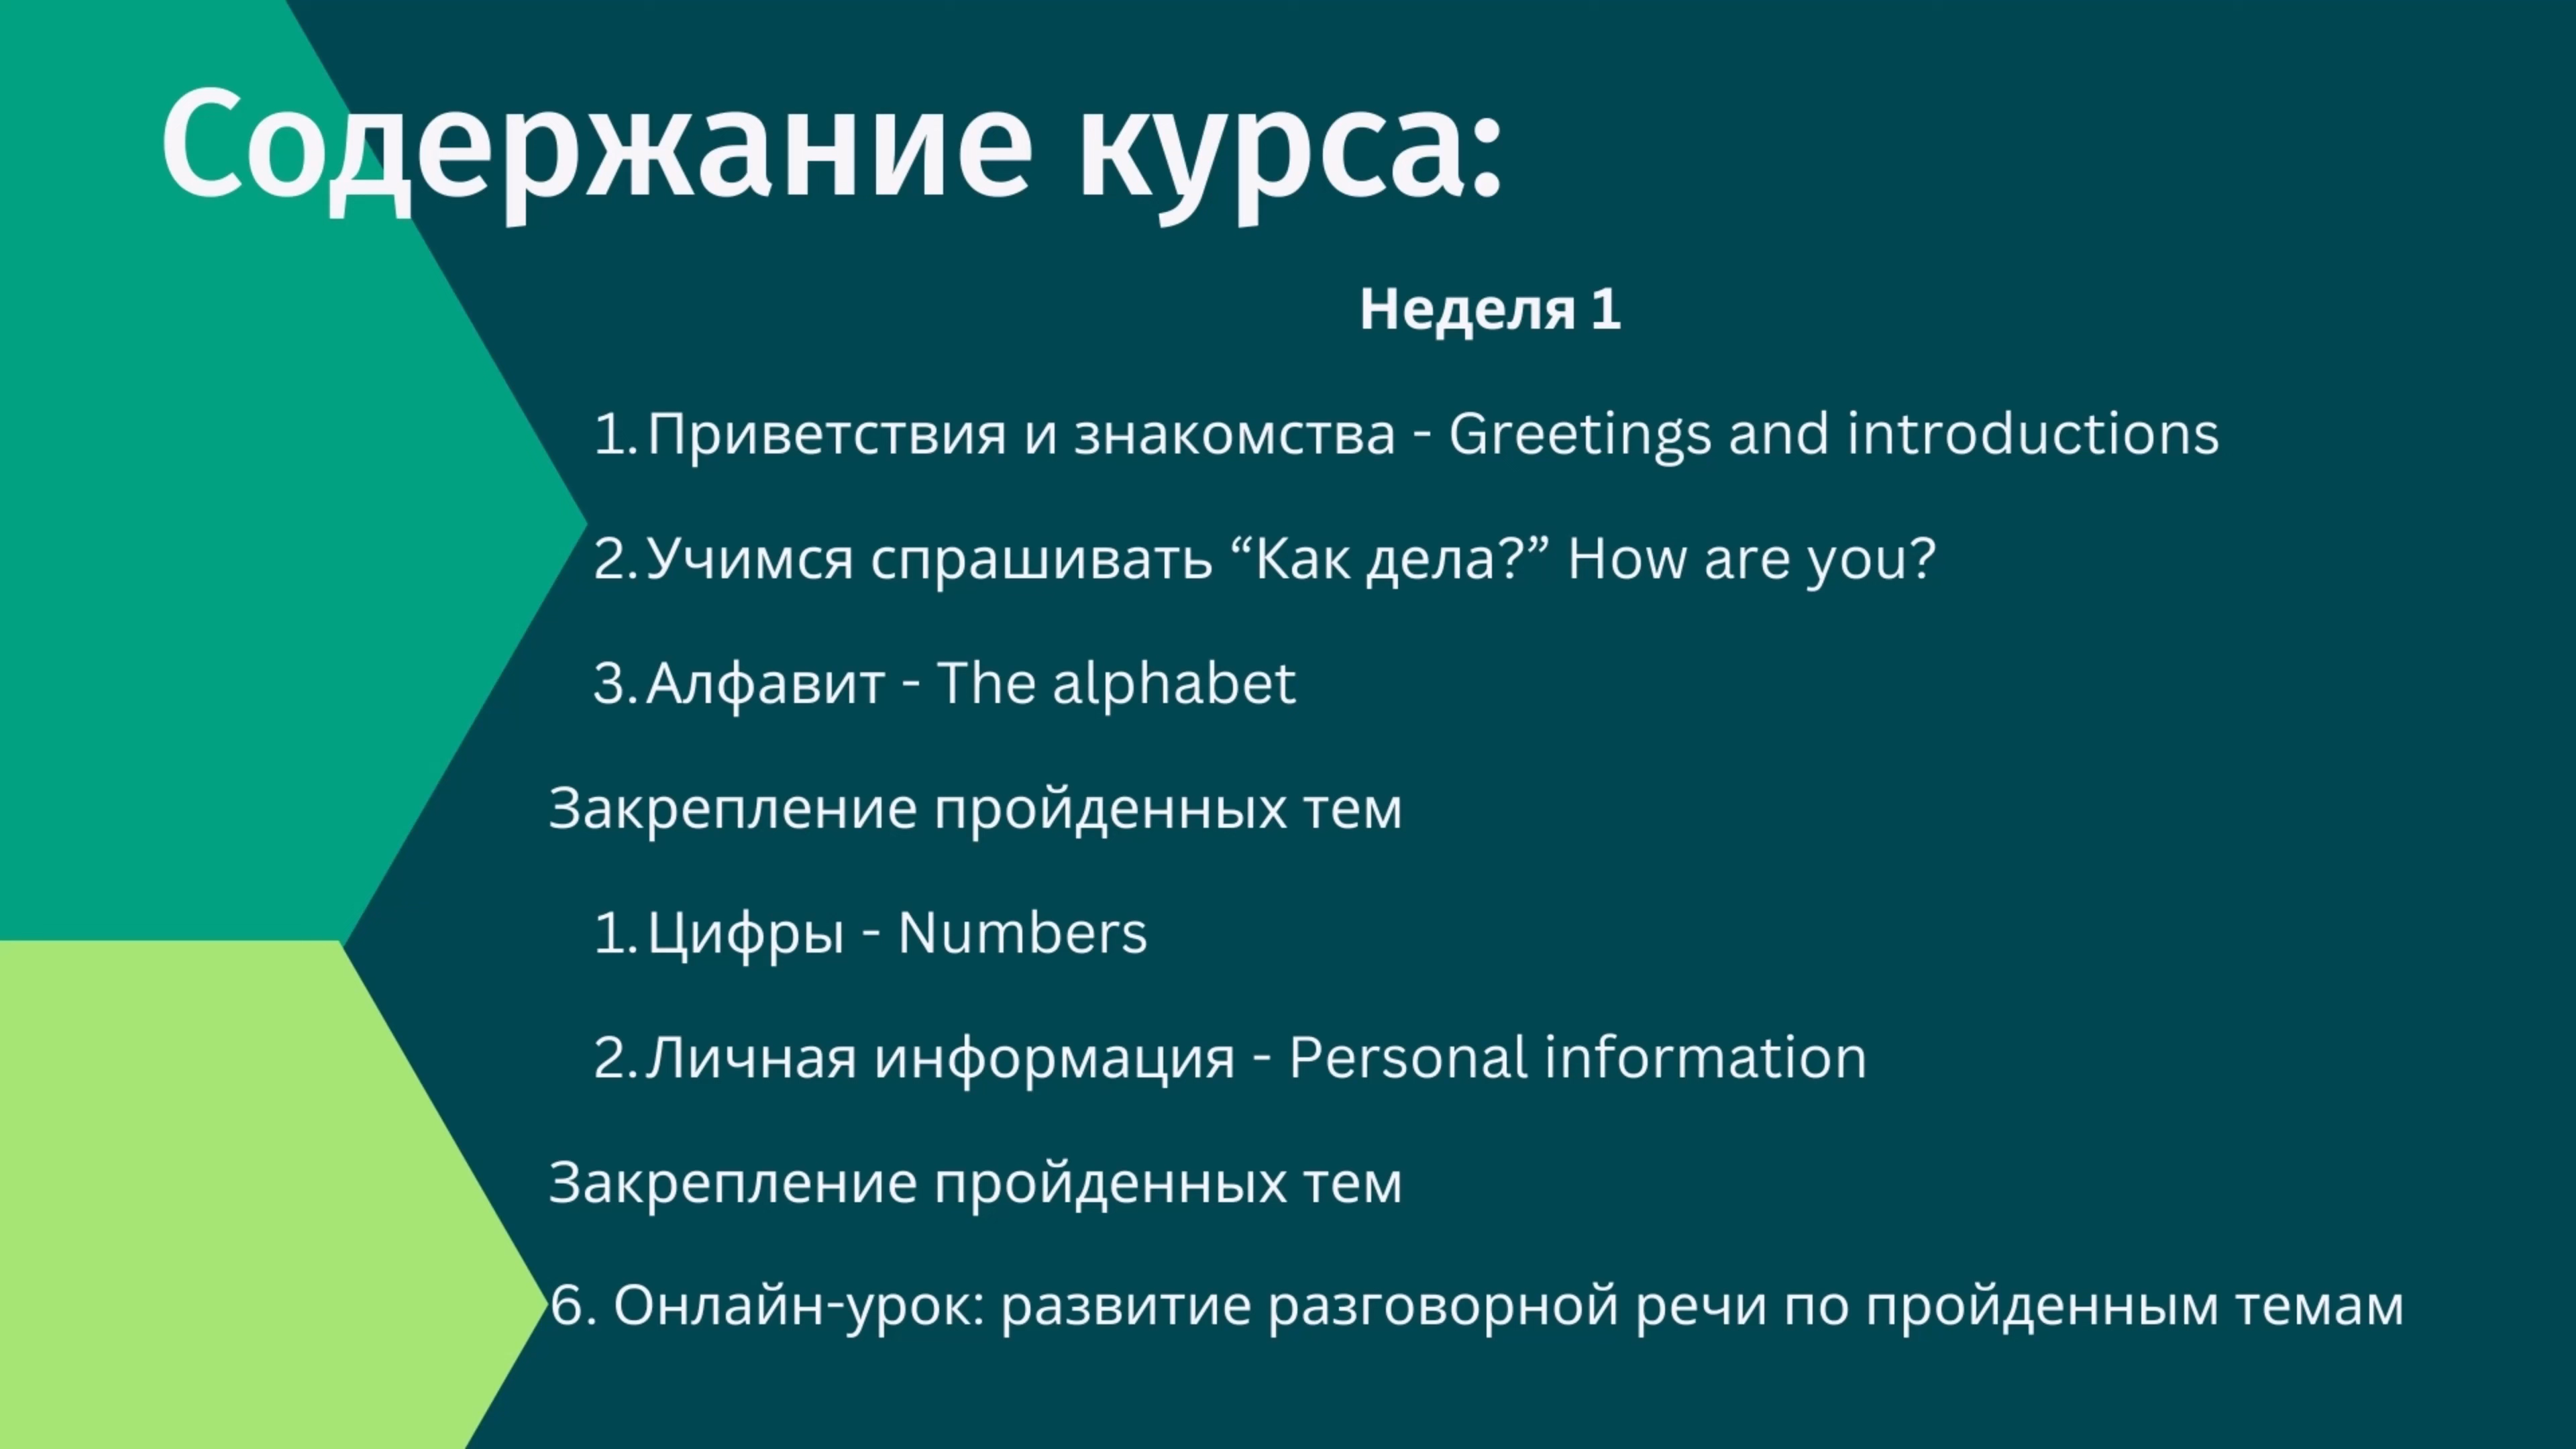 Содержание курса:
Неделя 1
1. Приветствия и знакомства - Greetings and introductions
2. Учимся спрашивать “Как дела?” How are you?
3. Алфавит - The alphabet
Закрепление пройденных тем
1. Цифры - Numbers
2. Личная информация - Personal information
Закрепление пройденных тем
6. Онлайн-урок: развитие разговорной речи по пройденным темам